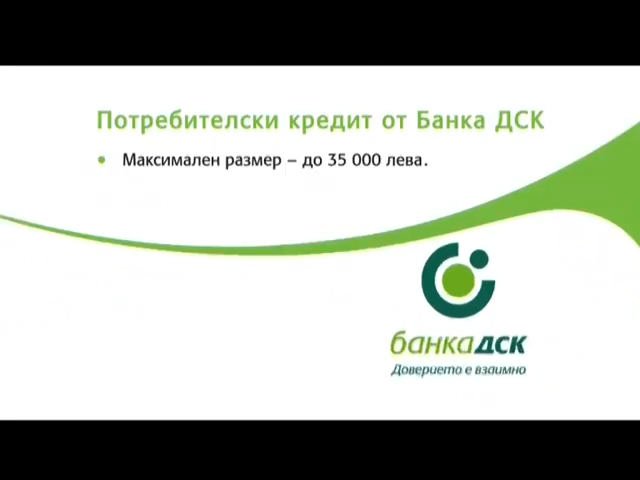 Потребителски кредит от Банка ДСК
• Максимален размер – до 35 000 лева.
банкаДСК
Доверието е взаимно